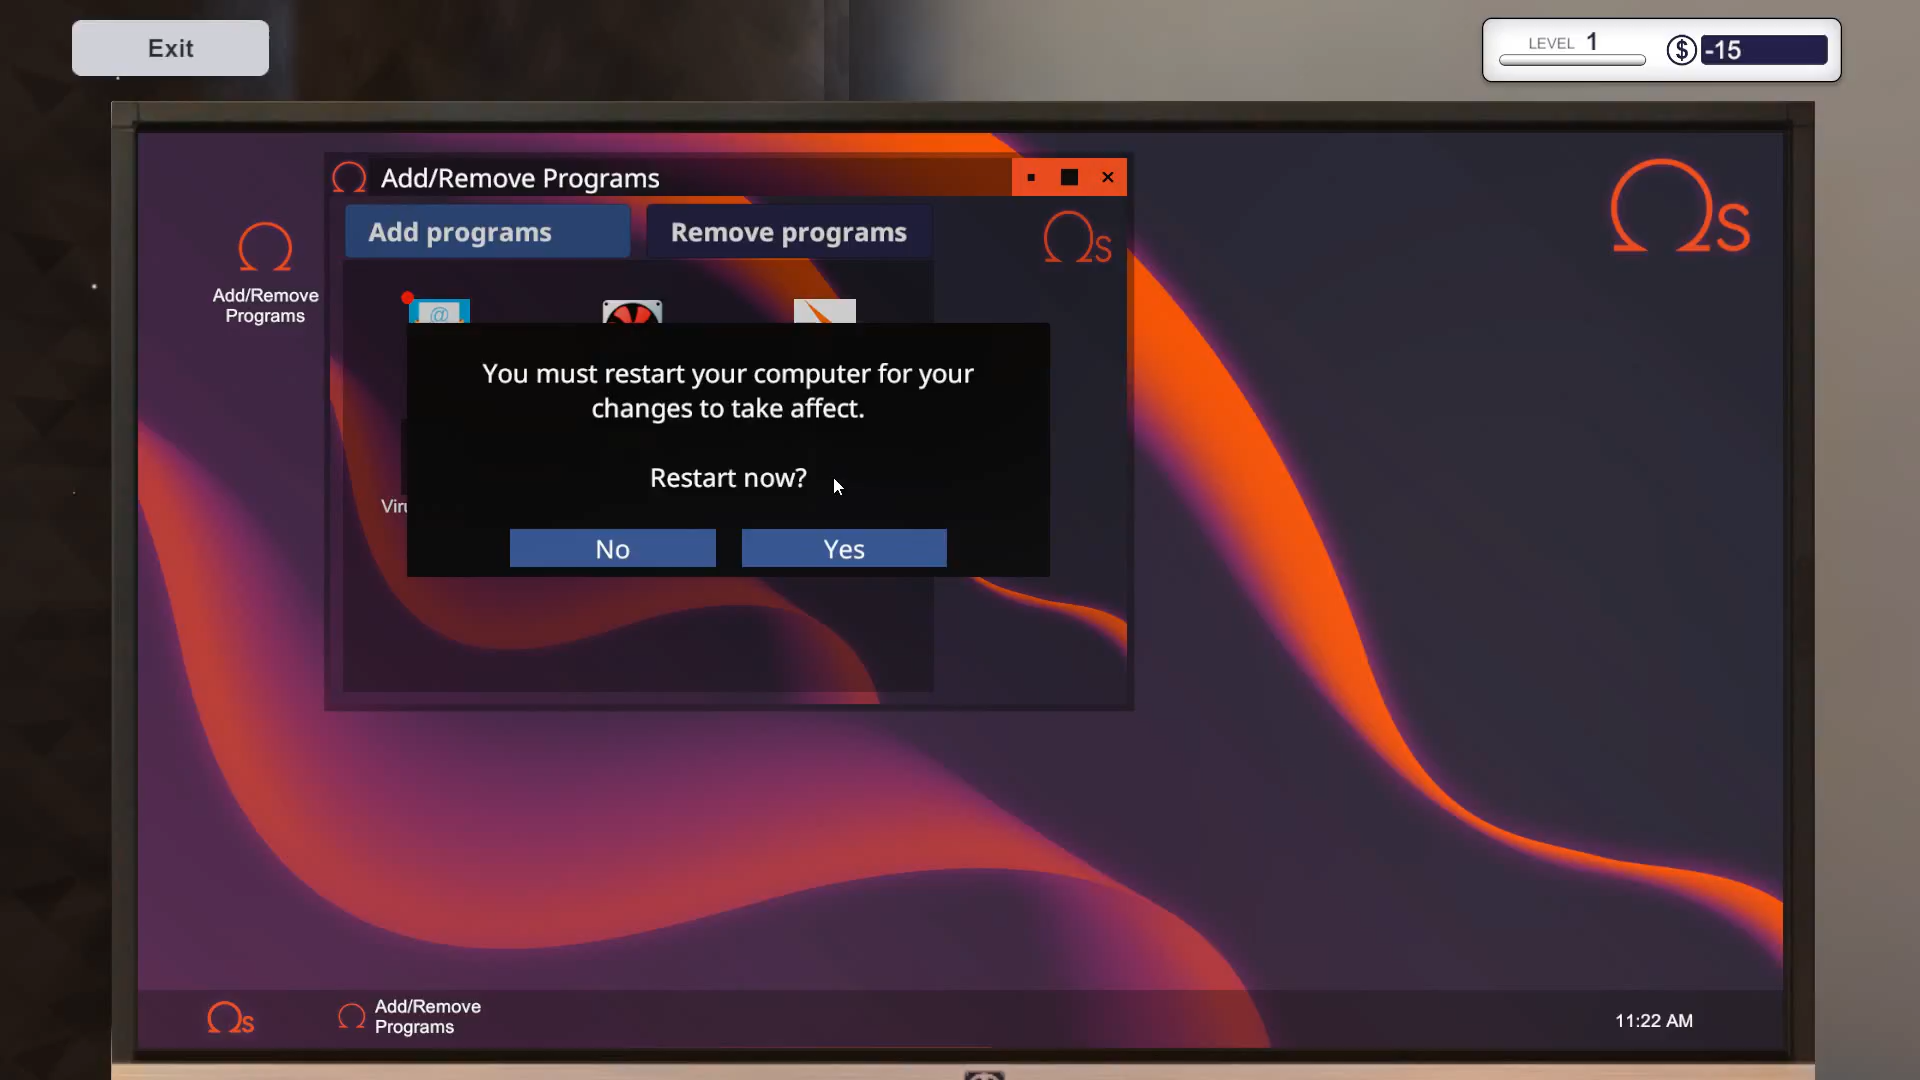 Exit
LEVEL 1
$ -15
Add/Remove Programs
Add programs
Remove programs
Ωs
Ωs
Add/Remove
Programs
@
You must restart your computer for your
changes to take affect.
Restart now?
Viru
No
Yes
Ωs
Add/Remove
Programs
11:22 AM